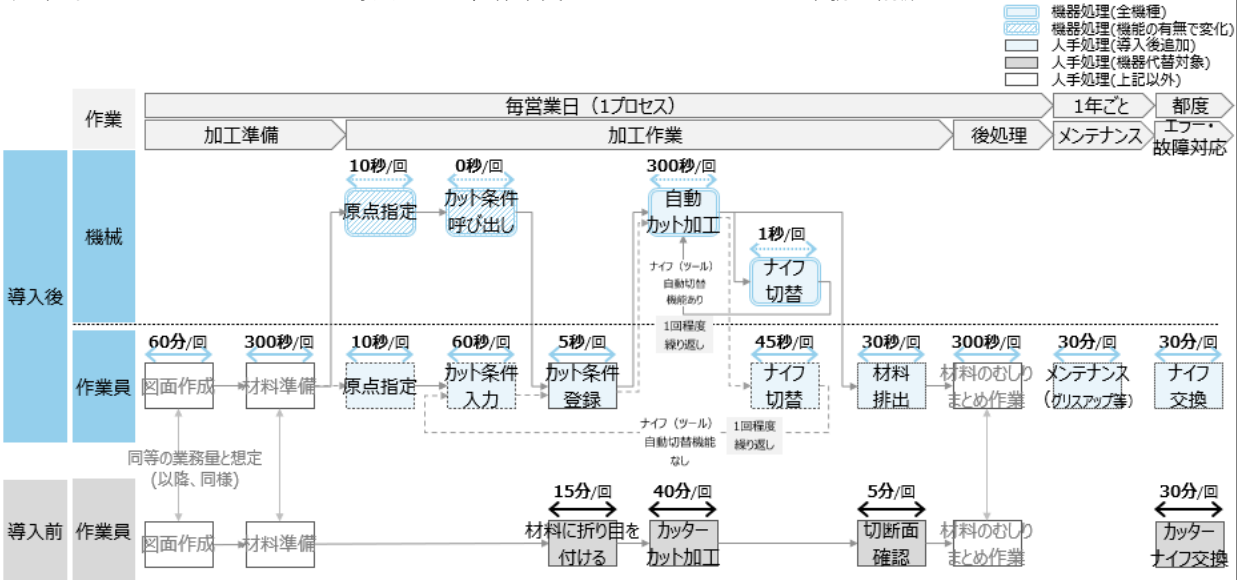 機器処理(全機種)
機器処理(機能の有無で変化)
人手処理(導入後追加)
人手処理(機器代替対象)
人手処理(上記以外)
作業
毎営業日（1プロセス）
1年ごと
都度
加工準備
加工作業
後処理
メンテナンス
エラー・
故障対応
導入後
機械
10秒/回
原点指定
0秒/回
カット条件
呼び出し
300秒/回
自動
カット加工
1秒/回
ナイフ
切替
ナイフ（ツール）
自動切替
機能あり
1回程度
繰り返し
作業員
60分/回
図面作成
300秒/回
材料準備
10秒/回
原点指定
60秒/回
カット条件
入力
5秒/回
カット条件
登録
45秒/回
ナイフ
切替
30秒/回
材料
排出
300秒/回
材料のむしり
まとめ作業
30分/回
メンテナンス
（グリスアップ等）
30分/回
ナイフ
交換
ナイフ（ツール）
自動切替機能
なし
1回程度
繰り返し
同等の業務量と想定
(以降、同様)
導入前
作業員
図面作成
材料準備
15分/回
材料に折り目を
付ける
40分/回
カッター
カット加工
5分/回
切断面
確認
材料のむしり
まとめ作業
30分/回
カッター
ナイフ交換